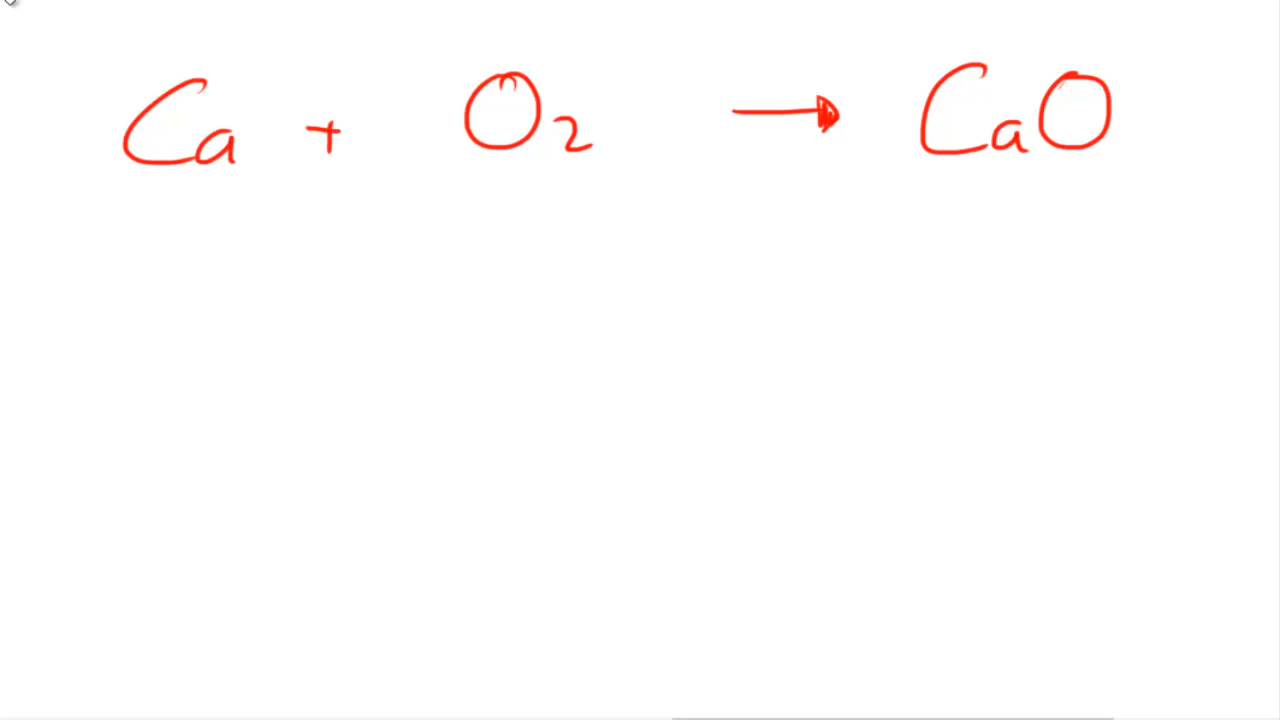 Ca + O₂ → CaO